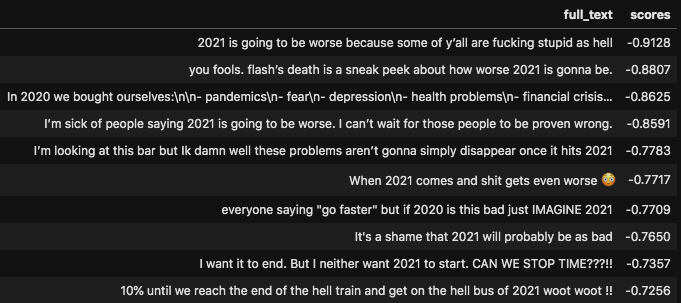 full_text scores
2021 is going to be worse because some of y’all are fucking stupid as hell -0.9128
you fools. flash’s death is a sneak peek about how worse 2021 is gonna be. -0.8807
In 2020 we bought ourselves:\n\n- pandemics\n- fear\n- depression\n- health problems\n- financial crisis... -0.8625
I’m sick of people saying 2021 is going to be worse. I can’t wait for those people to be proven wrong. -0.8591
I’m looking at this bar but Ik damn well these problems aren’t gonna simply disappear once it hits 2021 -0.7783
When 2021 comes and shit gets even worse 😳 -0.7717
everyone saying "go faster" but if 2020 is this bad just IMAGINE 2021 -0.7709
It's a shame that 2021 will probably be as bad -0.7650
I want it to end. But I neither want 2021 to start. CAN WE STOP TIME???!! -0.7357
10% until we reach the end of the hell train and get on the hell bus of 2021 woot woot !! -0.7256